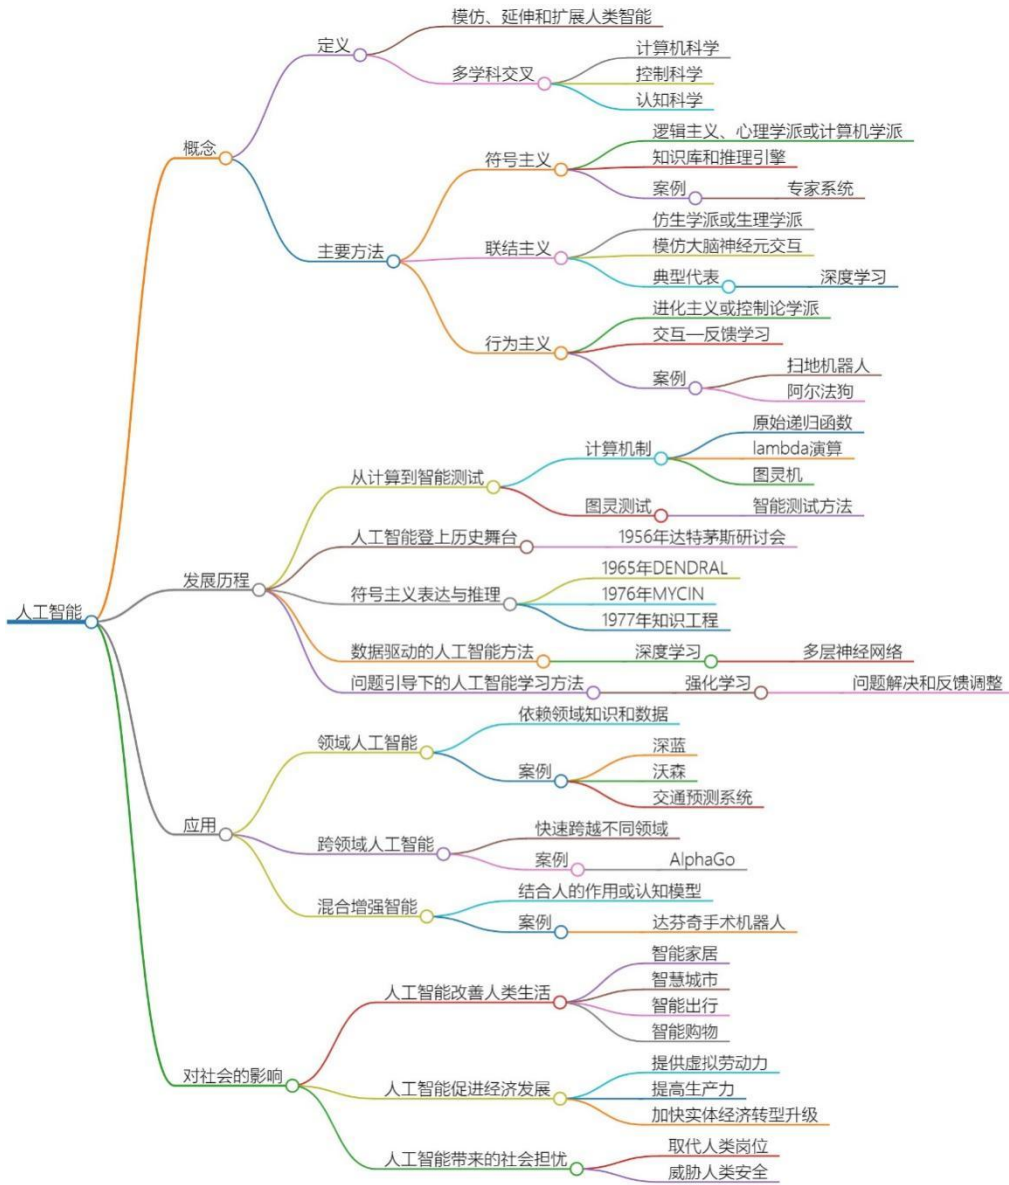 模仿、延伸和扩展人类智能
定义
计算机科学
多学科交叉
控制科学
认知科学
概念
逻辑主义、心理学派或计算机学派
符号主义
知识库和推理引擎
案例
专家系统
仿生学派或生理学派
主要方法
联结主义
模仿大脑神经元交互
典型代表
深度学习
进化主义或控制论学派
行为主义
交互—反馈学习
扫地机器人
案例
阿尔法狗
原始递归函数
计算机制
lambda演算
从计算到智能测试
图灵机
图灵测试
智能测试方法
人工智能登上历史舞台
1956年达特茅斯研讨会
发展历程
1965年DENDRAL
符号主义表达与推理
1976年MYCIN
人工智能
1977年知识工程
数据驱动的人工智能方法
深度学习
多层神经网络
问题引导下的人工智能学习方法
强化学习
问题解决和反馈调整
依赖领域知识和数据
领域人工智能
深蓝
案例
沃森
交通预测系统
应用
快速跨越不同领域
跨领域人工智能
案例
AlphaGo
结合人的作用或认知模型
混合增强智能
案例
达芬奇手术机器人
智能家居
智慧城市
人工智能改善人类生活
智能出行
智能购物
提供虚拟劳动力
对社会的影响
人工智能促进经济发展
提高生产力
加快实体经济转型升级
取代人类岗位
人工智能带来的社会担忧
威胁人类安全